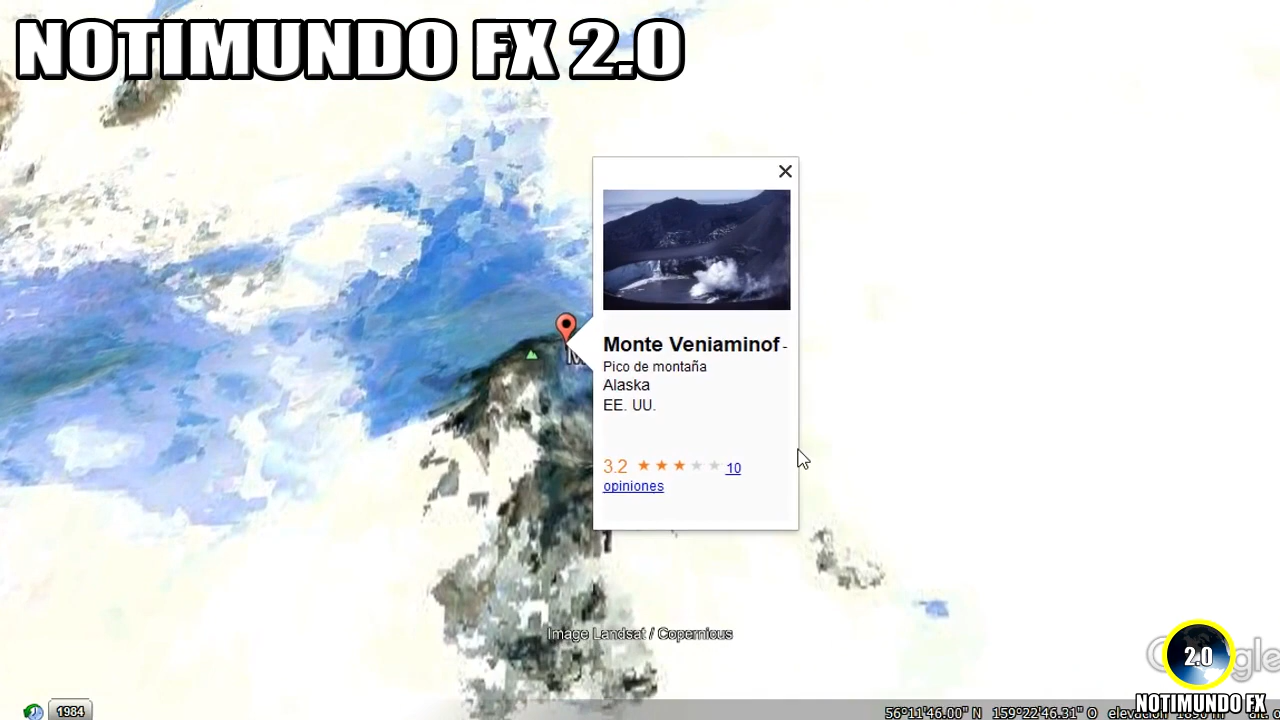 NOTIMUNDO FX 2.0
Monte Veniaminof -
Pico de montaña
Alaska
EE. UU.
3.2 10
opiniones
Image Landsat / Copernicus
2.0
NOTIMUNDO FX
1984
56°11'46.00" N 159°22'46.31" O